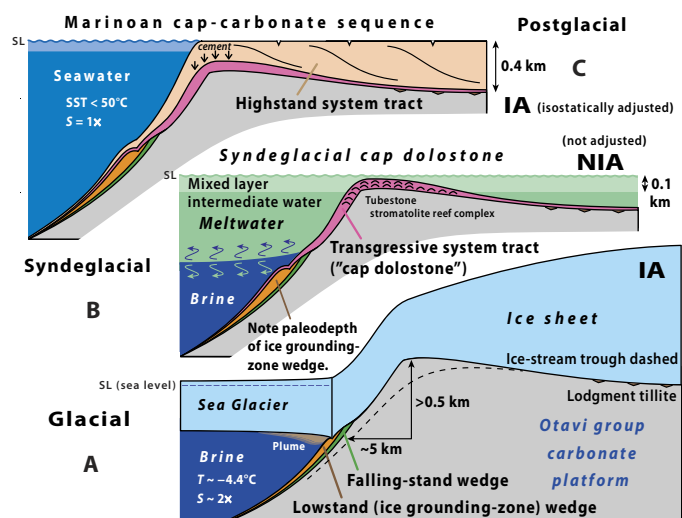 Marinoan cap-carbonate sequence
Postglacial
SL
cement
Seawater
SST < 50°C
S = 1x
Highstand system tract
0.4 km
C
IA (isostatically adjusted)
Syndeglacial cap dolostone
(not adjusted)
NIA
SL
Mixed layer
intermediate water
Meltwater
Tubestone
stromatolite reef complex
0.1
km
Transgressive system tract
("cap dolostone")
Syndeglacial
B
Brine
Note paleodepth
of ice grounding-
zone wedge.
IA
Ice sheet
Ice-stream trough dashed
SL (sea level)
Lodgment tillite
Sea Glacier
>0.5 km
Glacial
A
Plume
~5 km
Otavi group
carbonate
platform
Brine
T ~ −4.4°C
S ~ 2x
Falling-stand wedge
Lowstand (ice grounding-zone) wedge